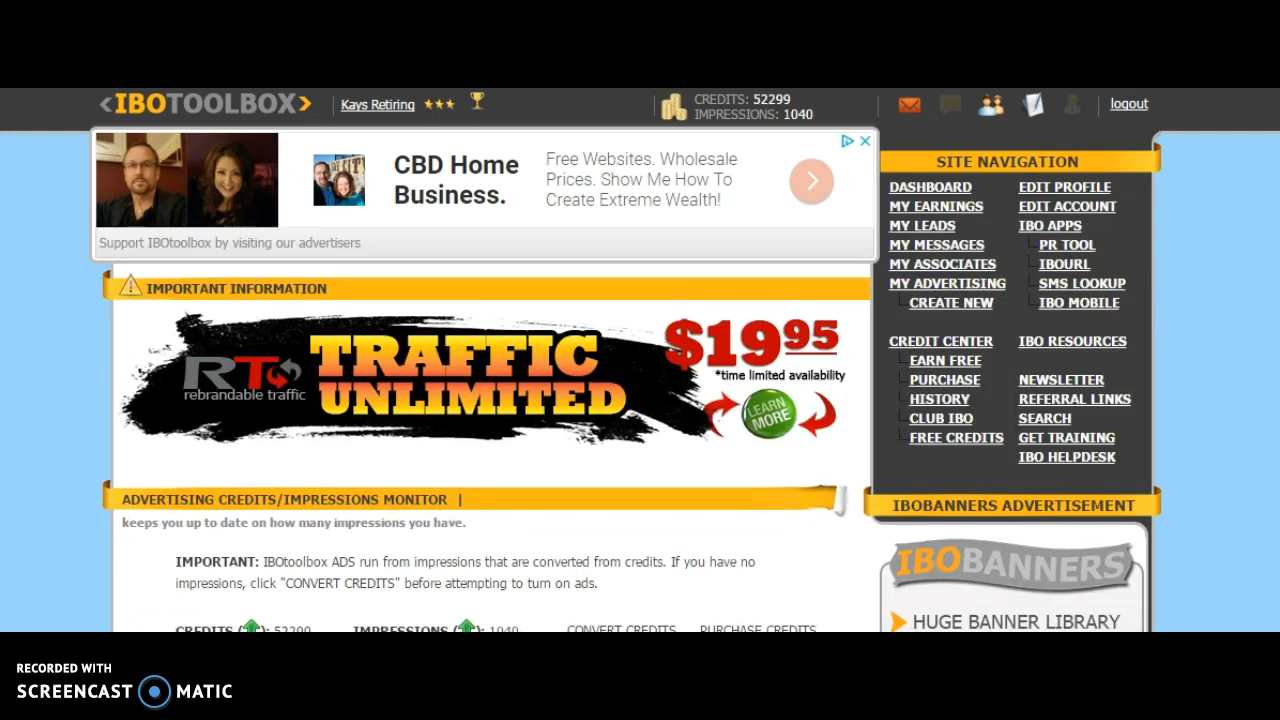 <IBOTOOLBOX>
Kays Retiring
CREDITS: 52299
IMPRESSIONS: 1040
logout
CBD Home
Business.
Free Websites. Wholesale
Prices. Show Me How To
Create Extreme Wealth!
Support IBOtoolbox by visiting our advertisers
IMPORTANT INFORMATION
RT
rebrandable traffic
TRAFFIC
UNLIMITED
$19.95
*time limited availability
LEARN
MORE
ADVERTISING CREDITS/IMPRESSIONS MONITOR |
keeps you up to date on how many impressions you have.
IMPORTANT: IBOtoolbox ADS run from impressions that are converted from credits. If you have no
impressions, click "CONVERT CREDITS" before attempting to turn on ads.
CREDITS 52299 IMPRESSIONS 1040 CONVERT CREDITS PURCHASE CREDITS
SITE NAVIGATION
DASHBOARD
MY EARNINGS
MY LEADS
MY MESSAGES
MY ASSOCIATES
MY ADVERTISING
CREATE NEW
CREDIT CENTER
EARN FREE
PURCHASE
HISTORY
CLUB IBO
FREE CREDITS
EDIT PROFILE
EDIT ACCOUNT
IBO APPS
PR TOOL
IBOURL
SMS LOOKUP
IBO MOBILE
IBO RESOURCES
NEWSLETTER
REFERRAL LINKS
SEARCH
GET TRAINING
IBO HELPDESK
IBOBANNERS ADVERTISEMENT
IBOBANNERS
HUGE BANNER LIBRARY
RECORDED WITH
SCREENCAST MATIC